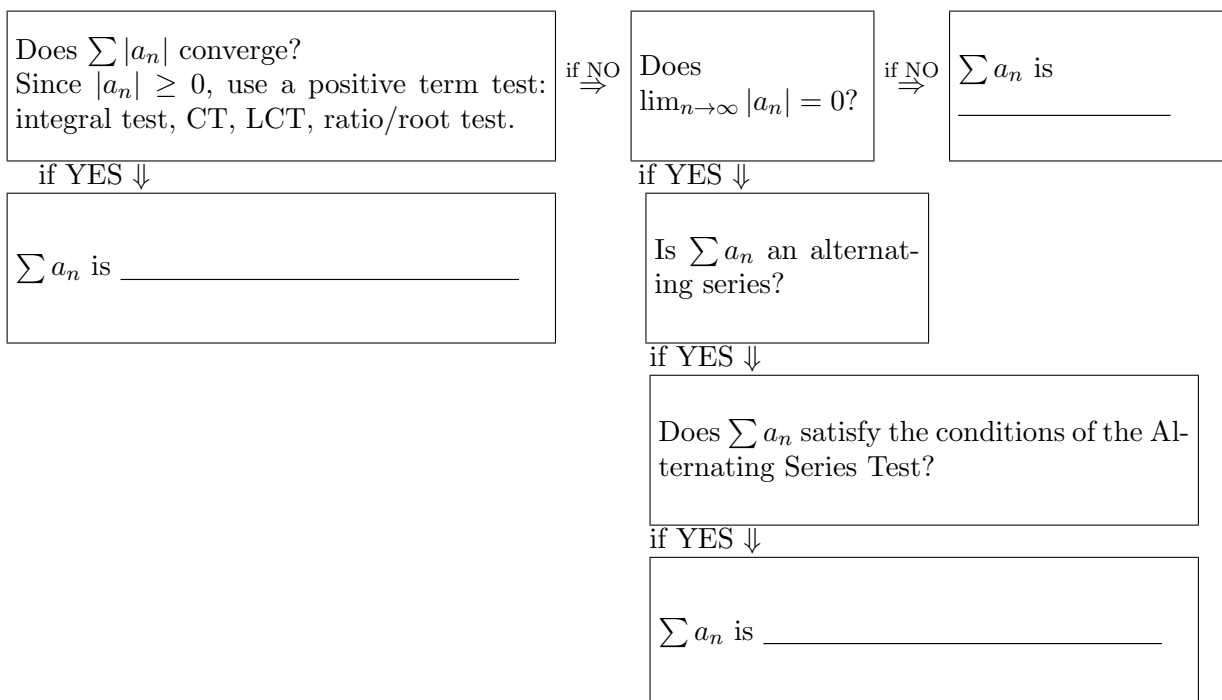 Does ∑ |a_n| converge?
Since |a_n| ≥ 0, use a positive term test:
integral test, CT, LCT, ratio/root test.
if NO
⇒
Does
lim_{n→∞} |a_n| = 0?
if NO
⇒
∑ a_n is
if YES ⇓
if YES ⇓
∑ a_n is
Is ∑ a_n an alternat-
ing series?
if YES ⇓
Does ∑ a_n satisfy the conditions of the Al-
ternating Series Test?
if YES ⇓
∑ a_n is